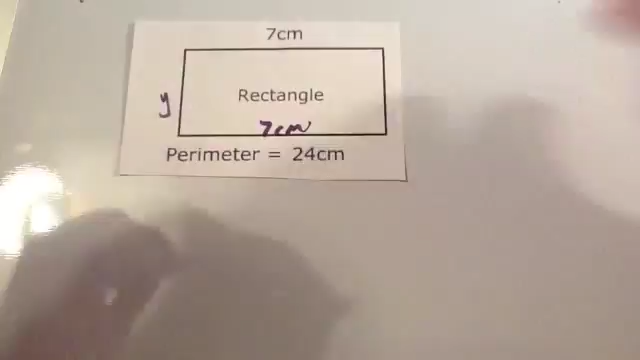 7cm
Rectangle
y
7cm
Perimeter = 24cm